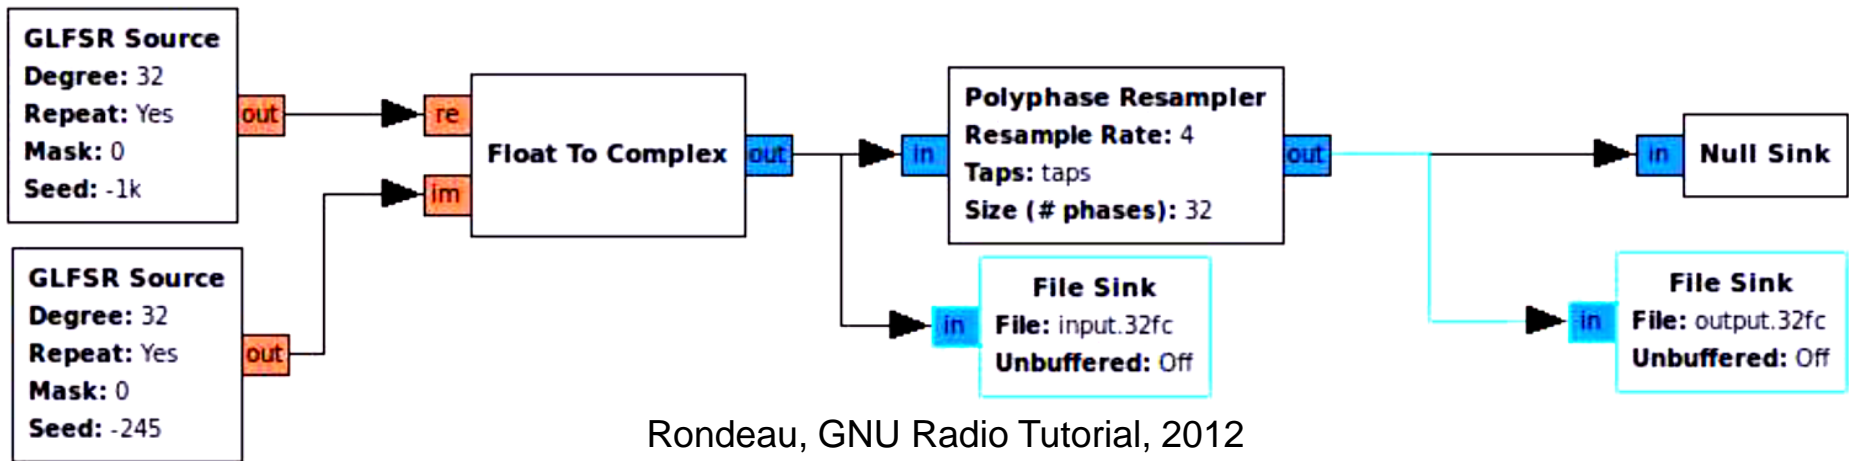 GLFSR Source
Degree: 32
Repeat: Yes
Mask: 0
Seed: -1k
out
GLFSR Source
Degree: 32
Repeat: Yes
Mask: 0
Seed: -245
out
re
im
Float To Complex
out
in
Polyphase Resampler
Resample Rate: 4
Taps: taps
Size (# phases): 32
out
in
File Sink
File: input.32fc
Unbuffered: Off
in
Null Sink
in
File Sink
File: output.32fc
Unbuffered: Off
Rondeau, GNU Radio Tutorial, 2012